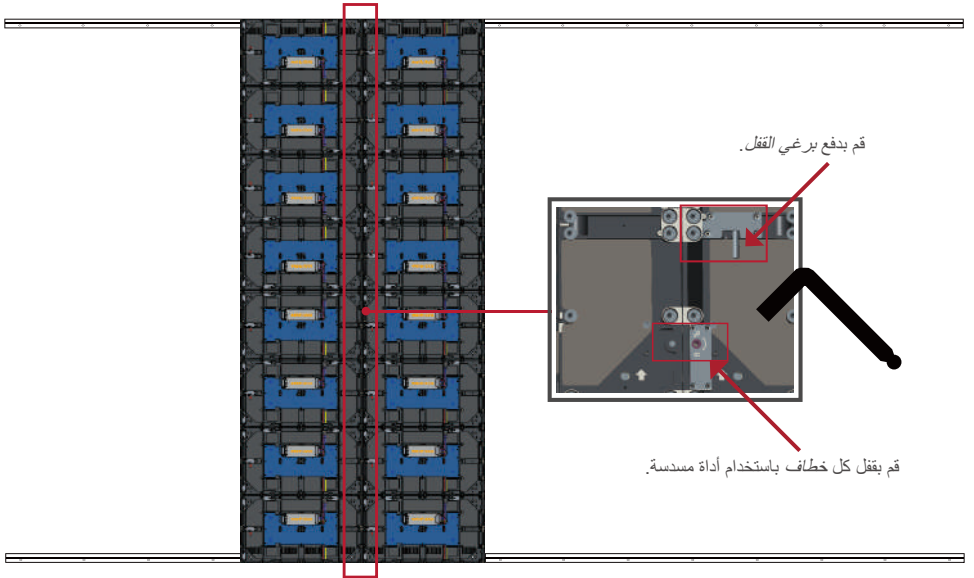 قم بدفع برغي القفل.
قم بقفل كل خطاف باستخدام أداة مسدسة.